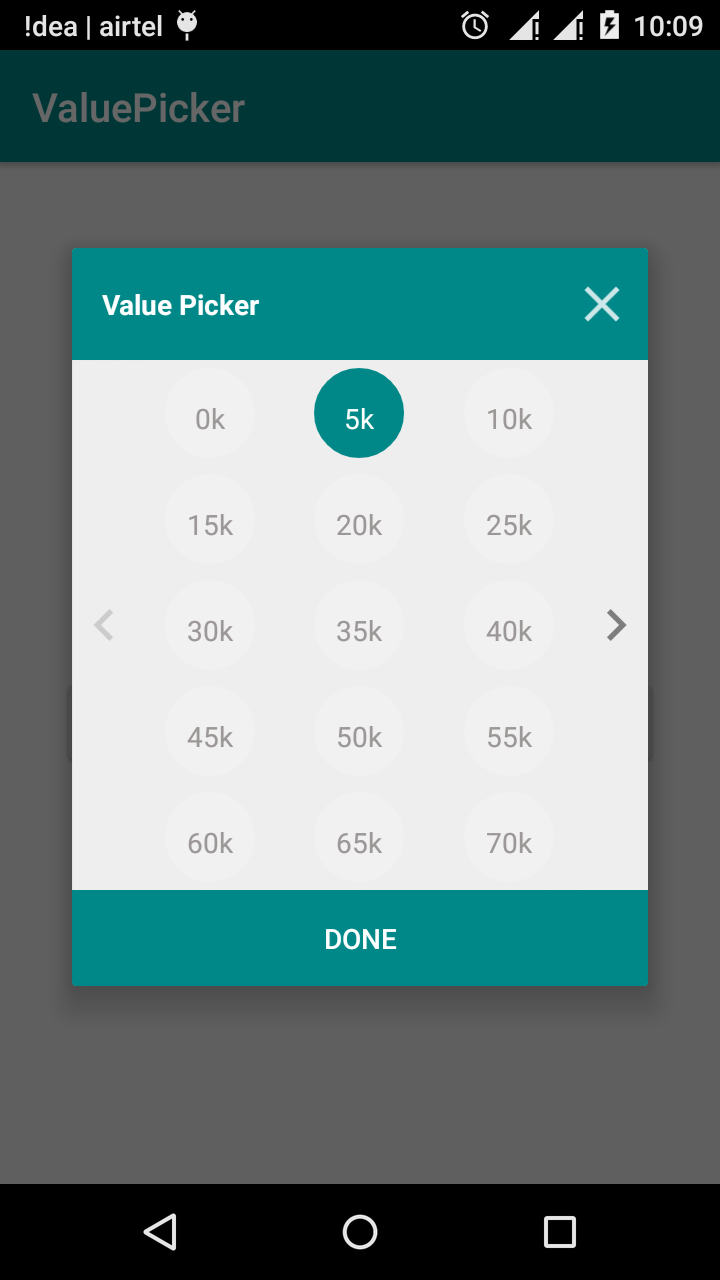 !dea | airtel 10:09
ValuePicker
Value Picker
0k 5k 10k
15k 20k 25k
30k 35k 40k
45k 50k 55k
60k 65k 70k
DONE